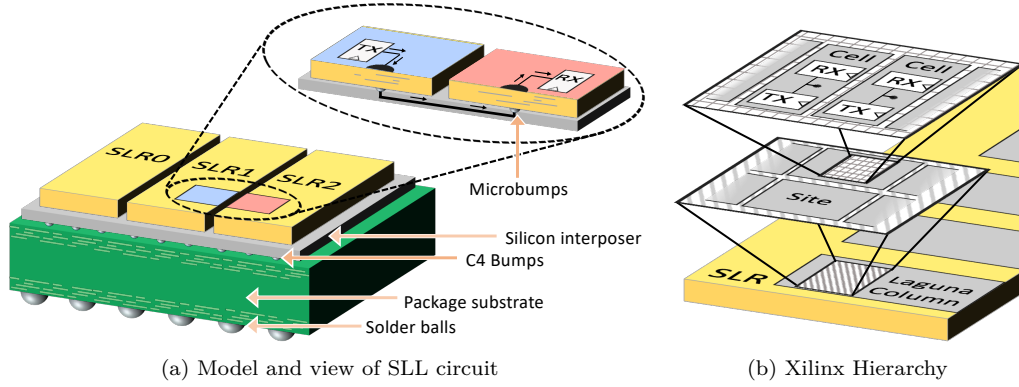 TX
RX
SLR0
SLR1
SLR2
Microbumps
Silicon interposer
C4 Bumps
Package substrate
Solder balls
(a) Model and view of SLL circuit
Cell
Cell
RX
RX
TX
TX
Site
SLR
Laguna
Column
(b) Xilinx Hierarchy